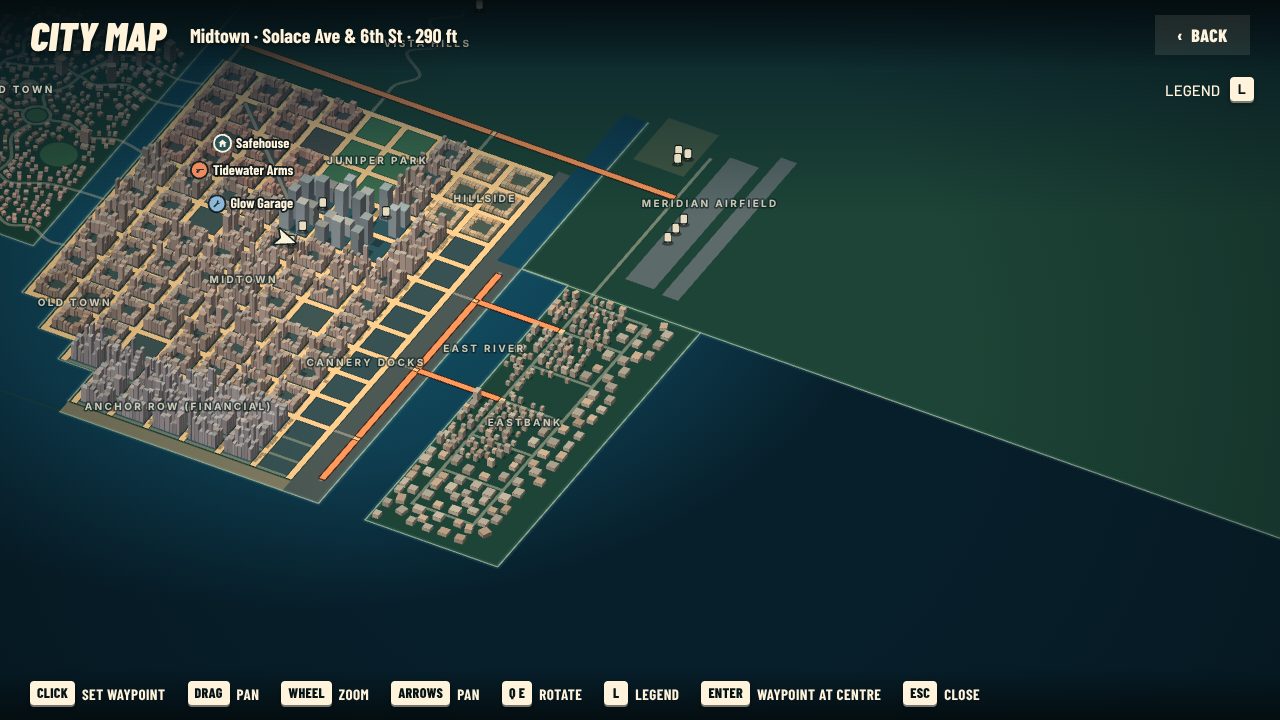 CITY MAP
Midtown · Solace Ave & 6th St · 290 ft
VISTA HILLS
‹ BACK
LEGEND L
D TOWN
Safehouse
JUNIPER PARK
Tidewater Arms
HILLSIDE
Glow Garage
MERIDIAN AIRFIELD
MIDTOWN
OLD TOWN
EAST RIVER
CANNERY DOCKS
ANCHOR ROW (FINANCIAL)
EASTBANK
CLICK SET WAYPOINT DRAG PAN WHEEL ZOOM ARROWS PAN Q E ROTATE L LEGEND ENTER WAYPOINT AT CENTRE ESC CLOSE